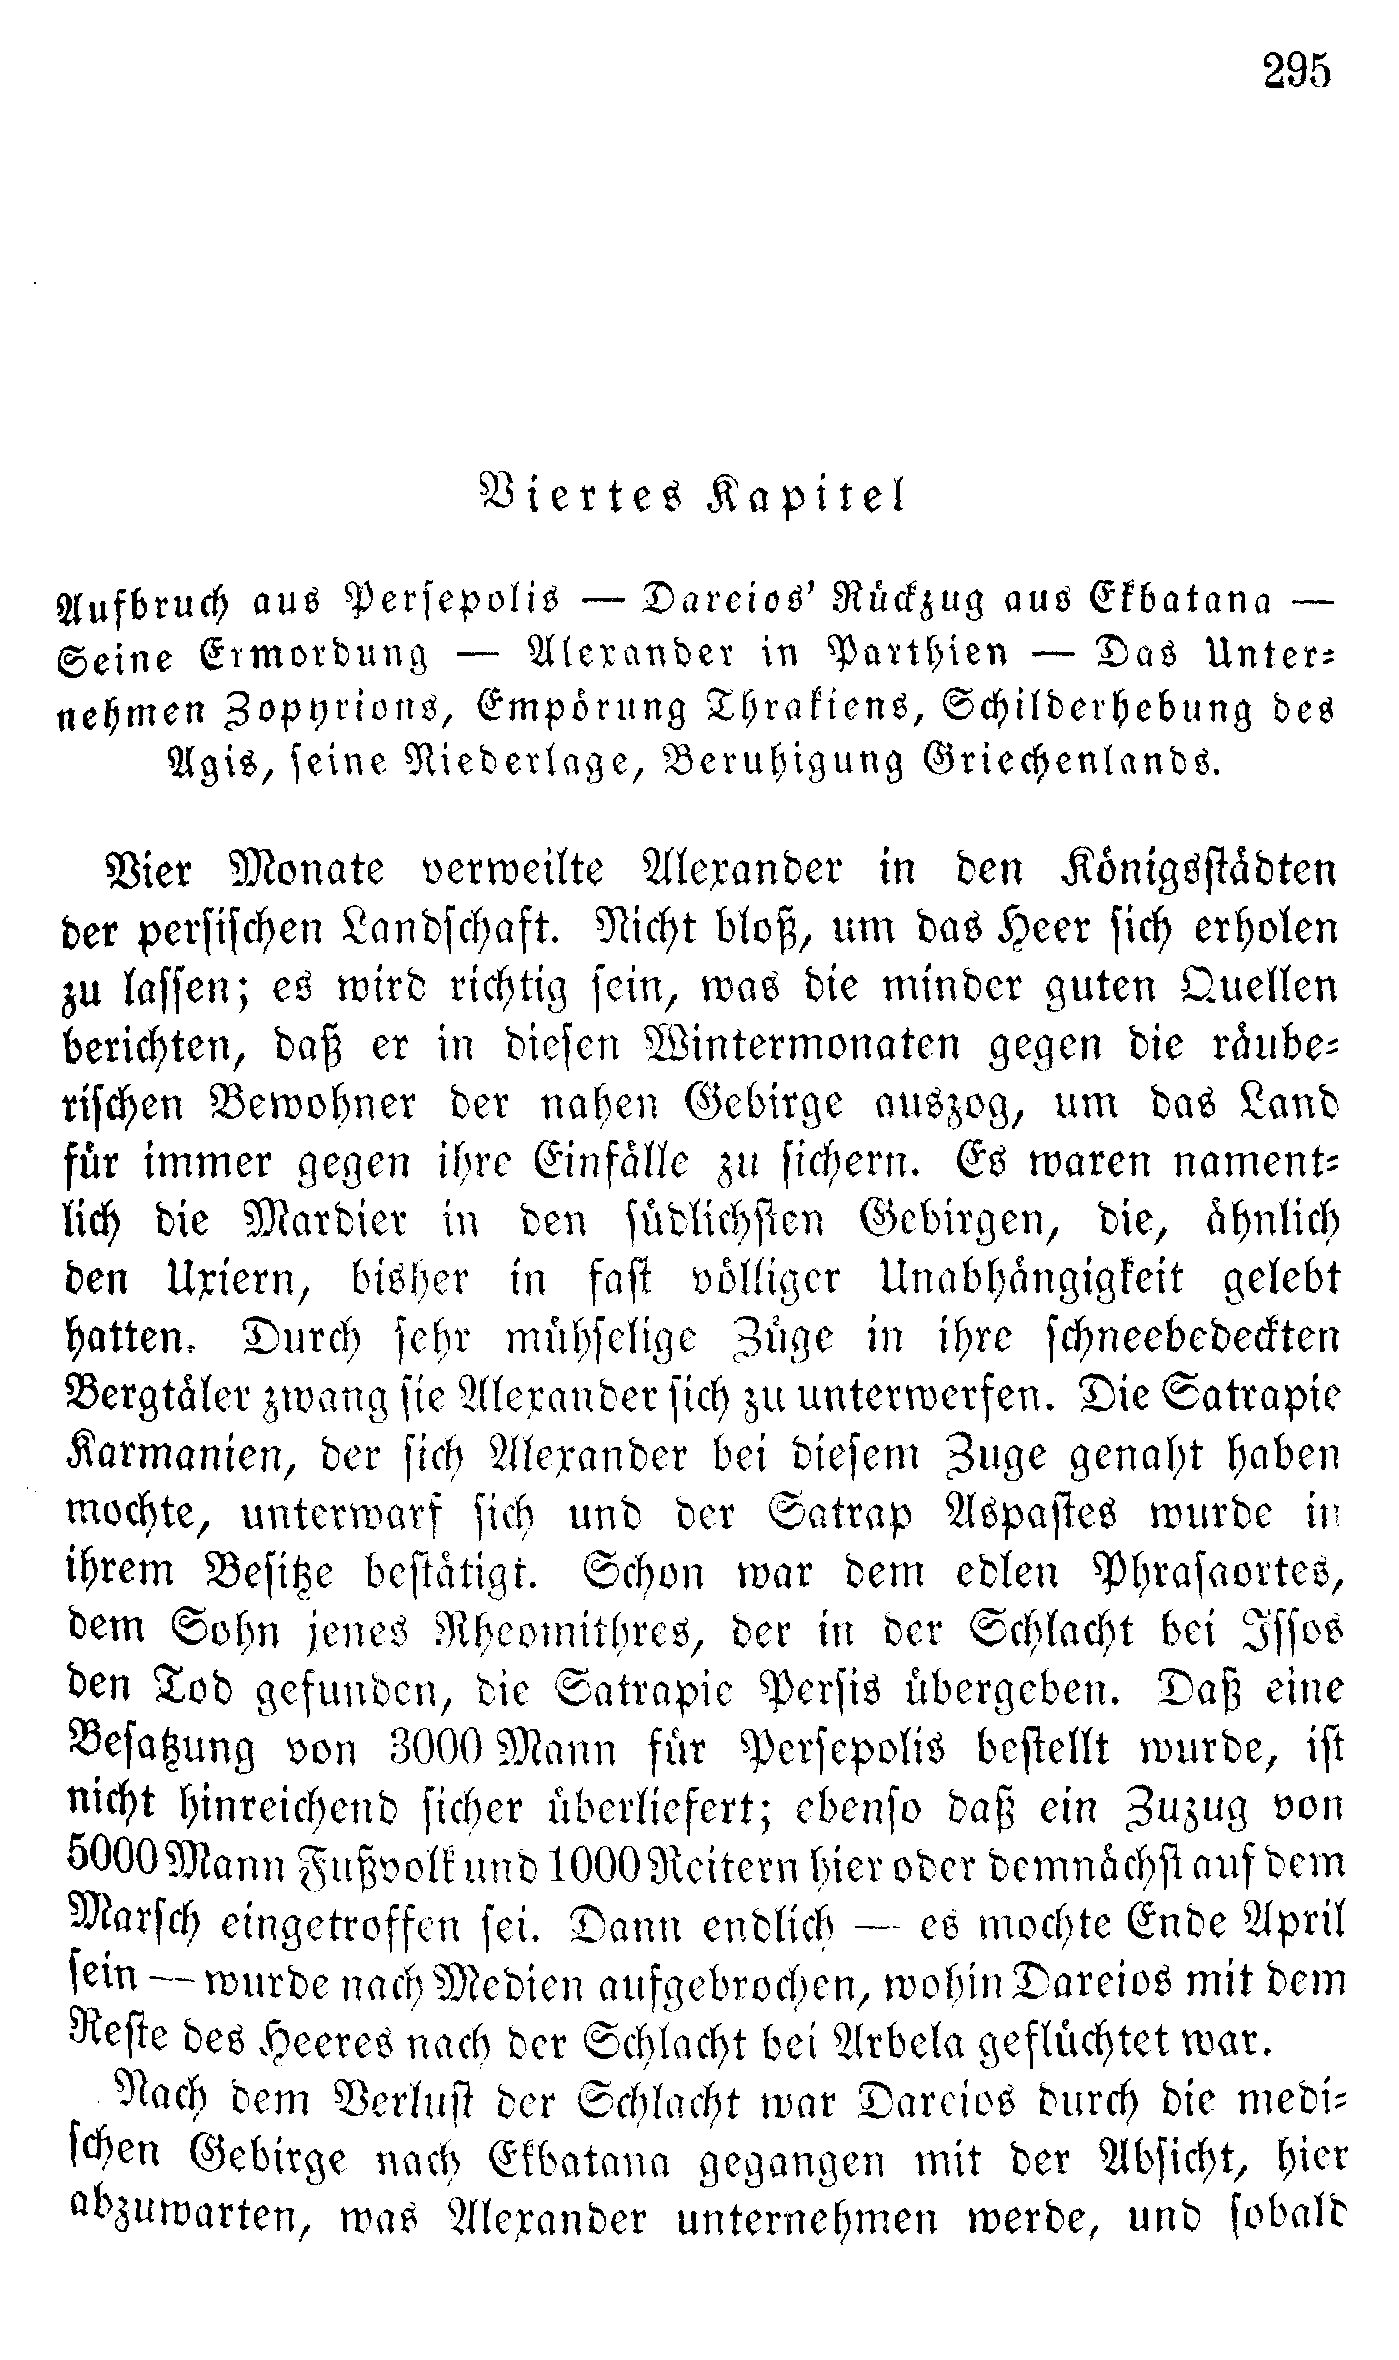 295
Viertes Kapitel
Aufbruch aus Persepolis — Dareios' Rückzug aus Ekbatana —
Seine Ermordung — Alexander in Parthien — Das Unter-
nehmen Zopyrions, Empörung Thrakiens, Schilderhebung des
Agis, seine Niederlage, Beruhigung Griechenlands.
Vier Monate verweilte Alexander in den Königsstädten
der persischen Landschaft. Nicht bloß, um das Heer sich erholen
zu lassen; es wird richtig sein, was die minder guten Quellen
berichten, daß er in diesen Wintermonaten gegen die räube-
rischen Bewohner der nahen Gebirge auszog, um das Land
für immer gegen ihre Einfälle zu sichern. Es waren nament-
lich die Mardier in den südlichsten Gebirgen, die, ähnlich
den Uxiern, bisher in fast völliger Unabhängigkeit gelebt
hatten. Durch sehr mühselige Züge in ihre schneebedeckten
Bergtäler zwang sie Alexander sich zu unterwerfen. Die Satrapie
Karmanien, der sich Alexander bei diesem Zuge genaht haben
mochte, unterwarf sich und der Satrap Aspastes wurde in
ihrem Besitze bestätigt. Schon war dem edlen Phrasaortes,
dem Sohn jenes Rheomithres, der in der Schlacht bei Issos
den Tod gefunden, die Satrapie Persis übergeben. Daß eine
Besatzung von 3000 Mann für Persepolis bestellt wurde, ist
nicht hinreichend sicher überliefert; ebenso daß ein Zuzug von
5000 Mann Fußvolk und 1000 Reitern hier oder demnächst auf dem
Marsch eingetroffen sei. Dann endlich — es mochte Ende April
sein — wurde nach Medien aufgebrochen, wohin Dareios mit dem
Reste des Heeres nach der Schlacht bei Arbela geflüchtet war.
Nach dem Verlust der Schlacht war Dareios durch die medi-
schen Gebirge nach Ekbatana gegangen mit der Absicht, hier
abzuwarten, was Alexander unternehmen werde, und sobald